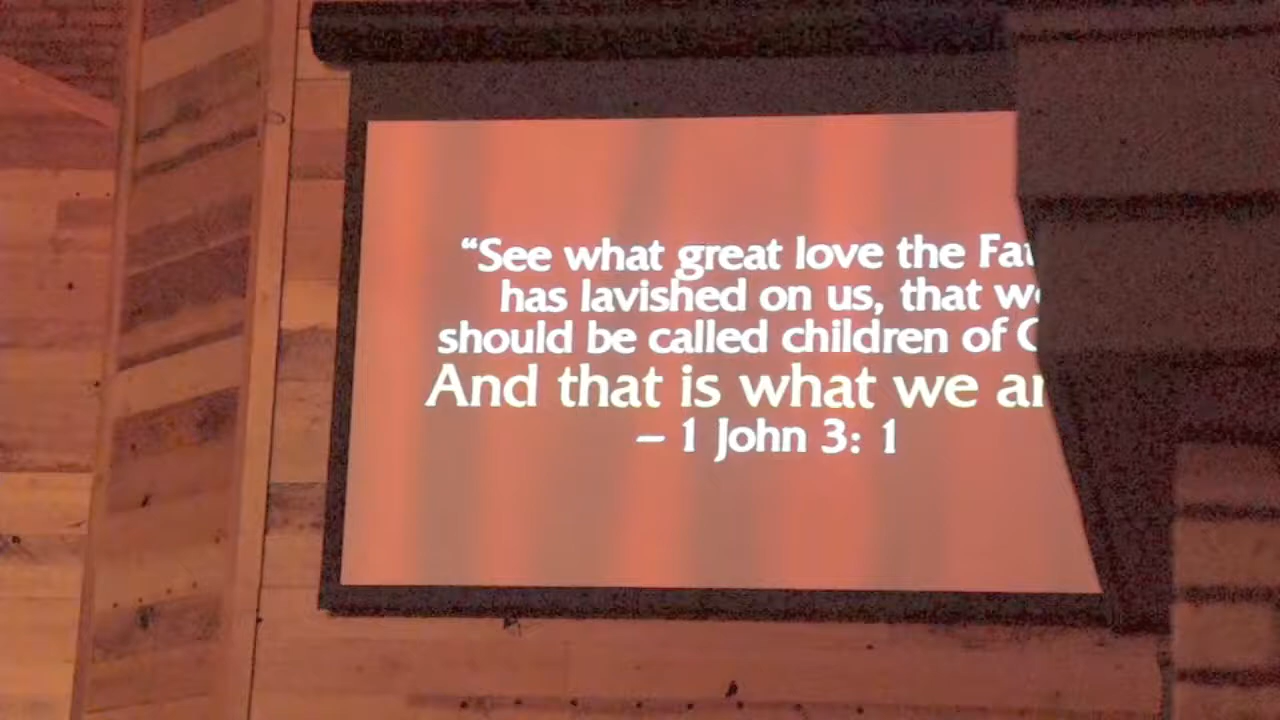 “See what great love the
has lavished on us, that
should be called children of
And that is what we
– 1 John 3: 1